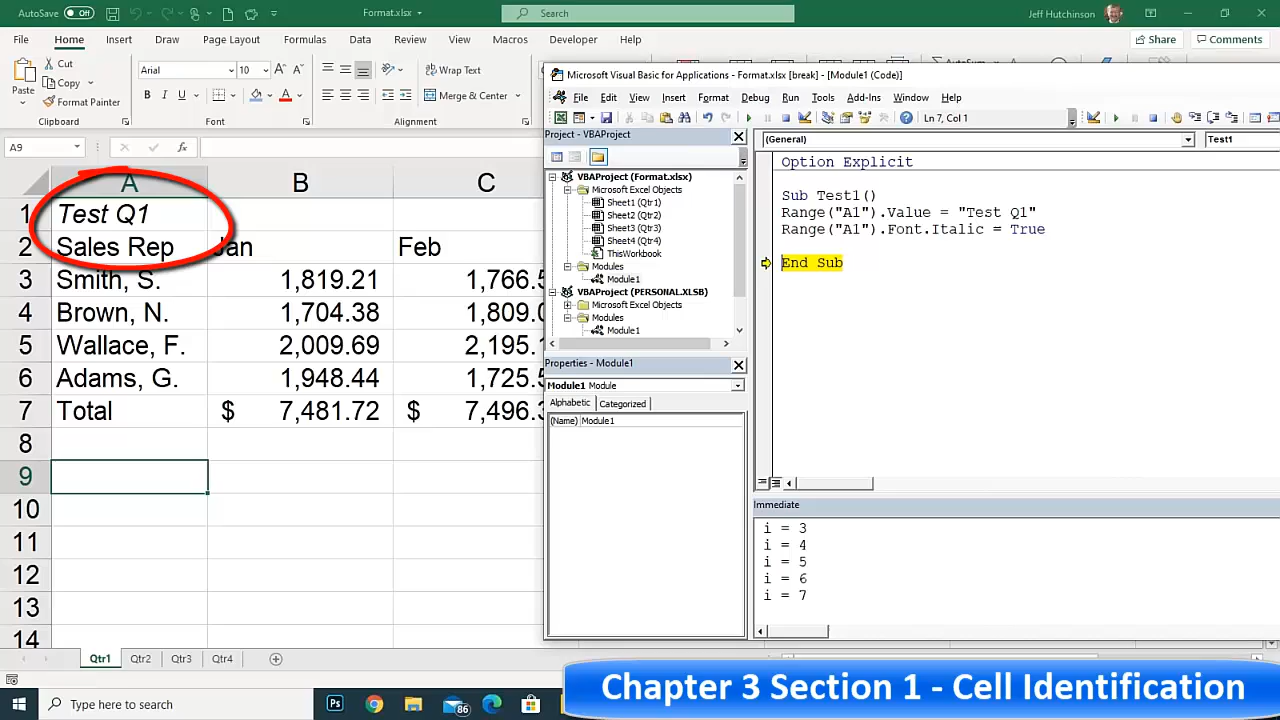 AutoSave Off
Format.xlsx
Search
Jeff Hutchinson
File Home Insert Draw Page Layout Formulas Data Review View Macros Developer Help
Share Comments
Paste
Cut
Copy
Format Painter
Clipboard
Arial 10
B I U
Font
Wrap Text
Merge & Center
Alignment
A9
A B C
1 Test Q1
2 Sales Rep Jan Feb
3 Smith, S. 1,819.21
4 Brown, N. 1,704.38
5 Wallace, F. 2,009.69
6 Adams, G. 1,948.44
7 Total $ 7,481.72 $
8
9
10
11
12
13
14
Qtr1 Qtr2 Qtr3 Qtr4
Microsoft Visual Basic for Applications - Format.xlsx [break] - [Module1 (Code)]
File Edit View Insert Format Debug Run Tools Add-Ins Window Help
Ln 7, Col 1
Project - VBAProject
VBAProject (Format.xlsx)
Microsoft Excel Objects
Sheet1 (Qtr1)
Sheet2 (Qtr2)
Sheet3 (Qtr3)
Sheet4 (Qtr4)
ThisWorkbook
Modules
Module1
VBAProject (PERSONAL.XLSB)
Microsoft Excel Objects
Modules
Module1
Properties - Module1
Module1 Module
Alphabetic Categorized
(Name) Module1
(General) Test1
Option Explicit
Sub Test1()
Range("A1").Value = "Test Q1"
Range("A1").Font.Italic = True
End Sub
Immediate
i = 3
i = 4
i = 5
i = 6
i = 7
Type here to search
86
Chapter 3 Section 1 - Cell Identification